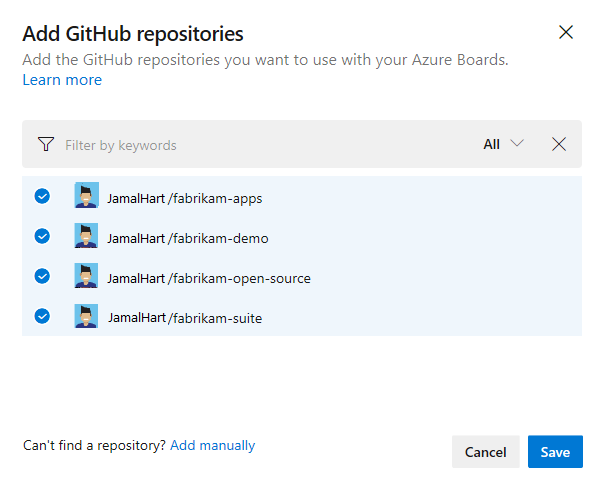 Add GitHub repositories
Add the GitHub repositories you want to use with your Azure Boards.
Learn more
Filter by keywords All
JamalHart/fabrikam-apps
JamalHart/fabrikam-demo
JamalHart/fabrikam-open-source
JamalHart/fabrikam-suite
Can't find a repository? Add manually
Cancel Save